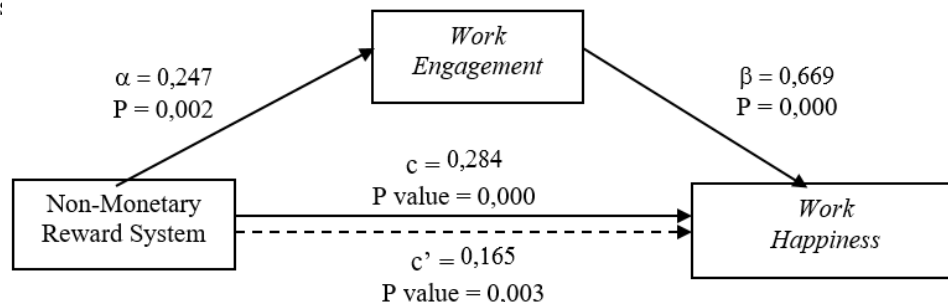 Work
Engagement
α = 0,247
P = 0,002
β = 0,669
P = 0,000
c = 0,284
P value = 0,000
Non-Monetary
Reward System
Work
Happiness
c’ = 0,165
P value = 0,003